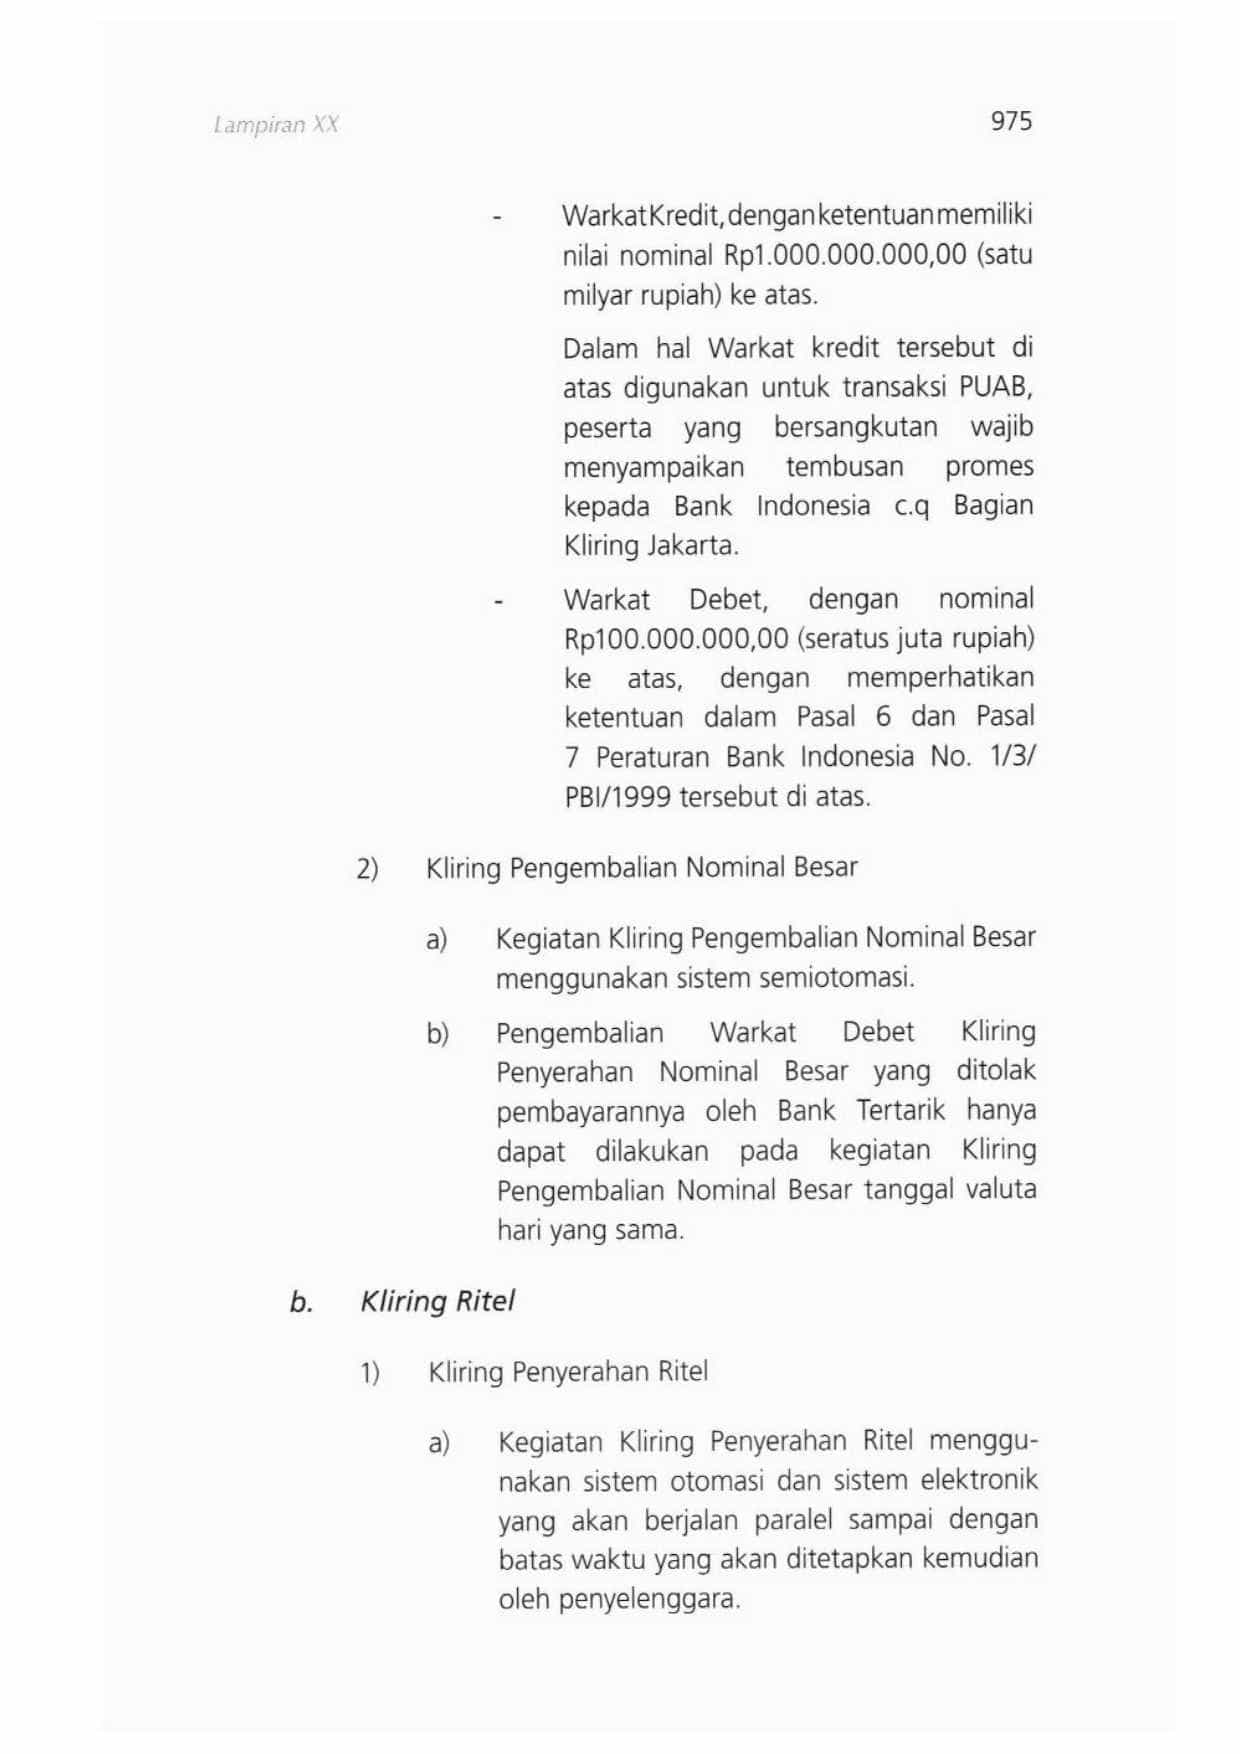 Lampiran XX
975
- Warkat Kredit, dengan ketentuan memiliki
nilai nominal Rp1.000.000.000,00 (satu
milyar rupiah) ke atas.
Dalam hal Warkat kredit tersebut di
atas digunakan untuk transaksi PUAB,
peserta yang bersangkutan wajib
menyampaikan tembusan promes
kepada Bank Indonesia c.q Bagian
Kliring Jakarta.
- Warkat Debet, dengan nominal
Rp100.000.000,00 (seratus juta rupiah)
ke atas, dengan memperhatikan
ketentuan dalam Pasal 6 dan Pasal
7 Peraturan Bank Indonesia No. 1/3/
PBI/1999 tersebut di atas.
2) Kliring Pengembalian Nominal Besar
a) Kegiatan Kliring Pengembalian Nominal Besar
menggunakan sistem semiotomasi.
b) Pengembalian Warkat Debet Kliring
Penyerahan Nominal Besar yang ditolak
pembayarannya oleh Bank Tertarik hanya
dapat dilakukan pada kegiatan Kliring
Pengembalian Nominal Besar tanggal valuta
hari yang sama.
b. Kliring Ritel
1) Kliring Penyerahan Ritel
a) Kegiatan Kliring Penyerahan Ritel menggu-
nakan sistem otomasi dan sistem elektronik
yang akan berjalan paralel sampai dengan
batas waktu yang akan ditetapkan kemudian
oleh penyelenggara.